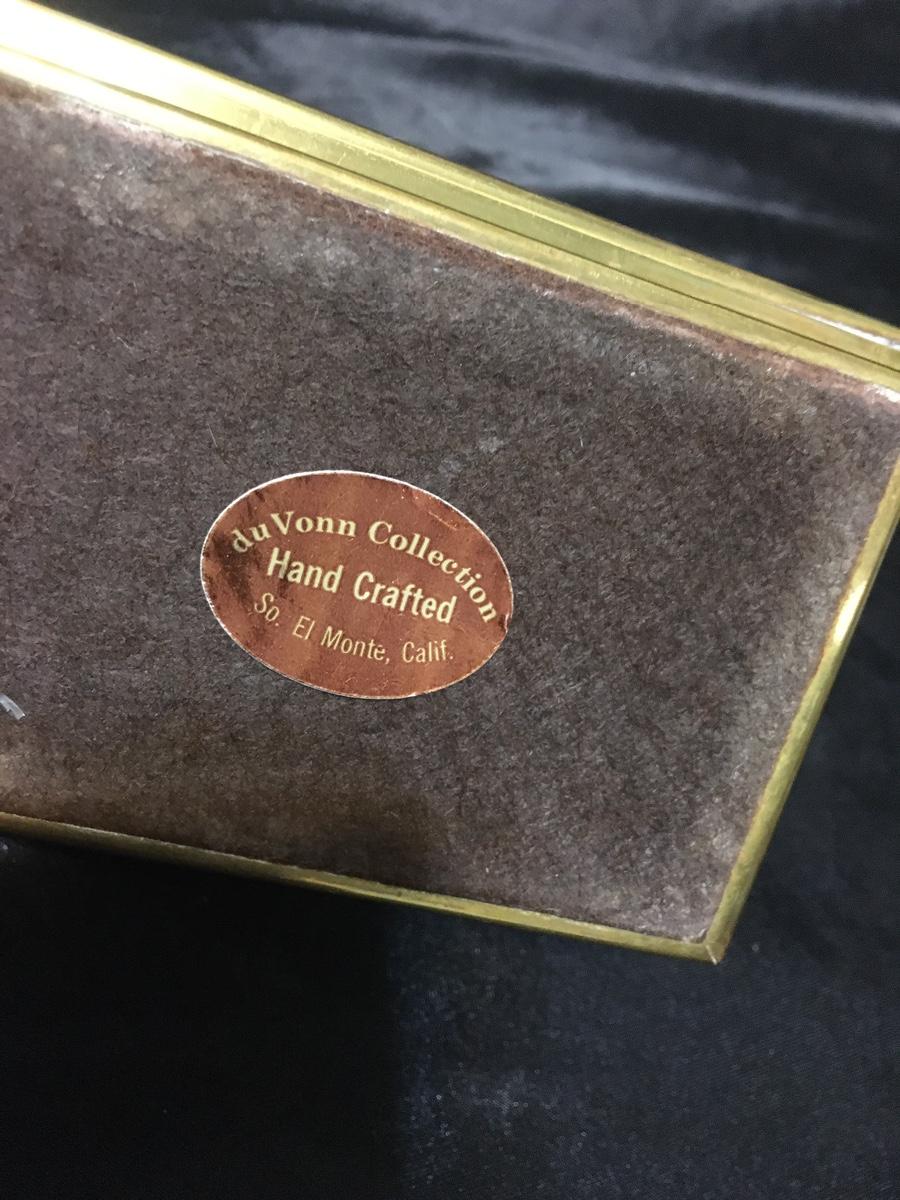 duVonn Collection
Hand Crafted
So. El Monte, Calif.